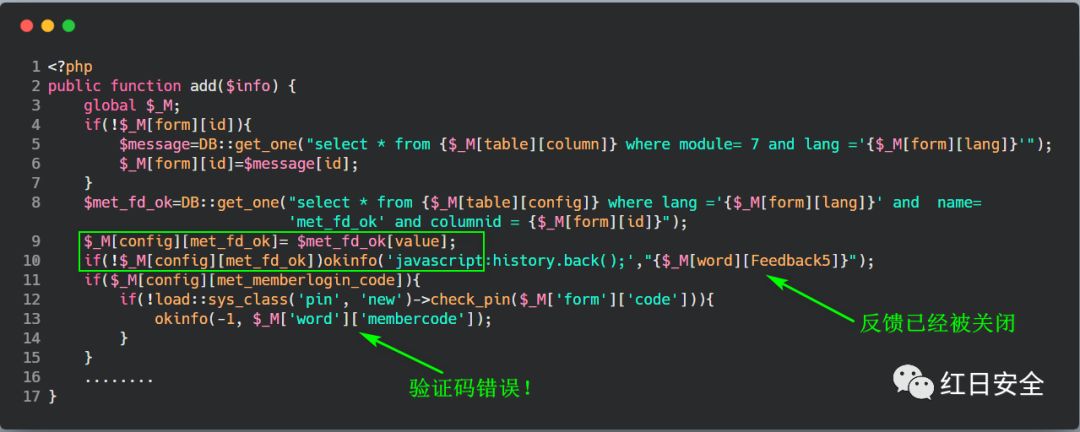 1 <?php
2 public function add($info) {
3 global $_M;
4 if(!$_M[form][id]){
5 $message=DB::get_one("select * from {$_M[table][column]} where module= 7 and lang ='{$_M[form][lang]}'");
6 $_M[form][id]=$message[id];
7 }
8 $met_fd_ok=DB::get_one("select * from {$_M[table][config]} where lang ='{$_M[form][lang]}' and  name=
'met_fd_ok' and columnid = {$_M[form][id]}");
9 $_M[config][met_fd_ok]= $met_fd_ok[value];
10 if(!$_M[config][met_fd_ok])okinfo('javascript:history.back();',"{$_M[word][Feedback5]}");
11 if($_M[config][met_memberlogin_code]){
12 if(!load::sys_class('pin', 'new')->check_pin($_M['form']['code'])){
13 okinfo(-1, $_M['word']['membercode']);
14 }
反馈已经被关闭
15 }
16 ........
验证码错误！
红日安全
17 }